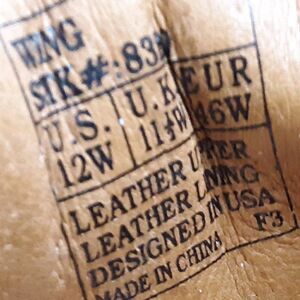 WING
STK#: 83
U.S. U.K. EUR
12W 11½W 46W
LEATHER UPPER
LEATHER LINING
DESIGNED IN USA
MADE IN CHINA F3